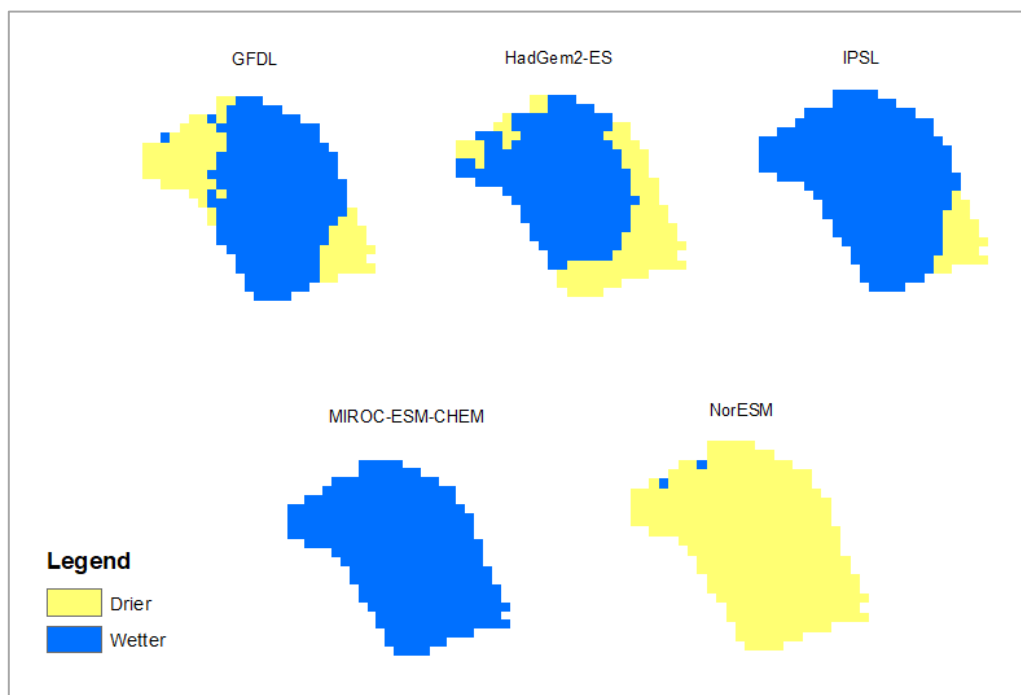 GFDL
HadGem2-ES
IPSL
MIROC-ESM-CHEM
NorESM
Legend
Drier
Wetter